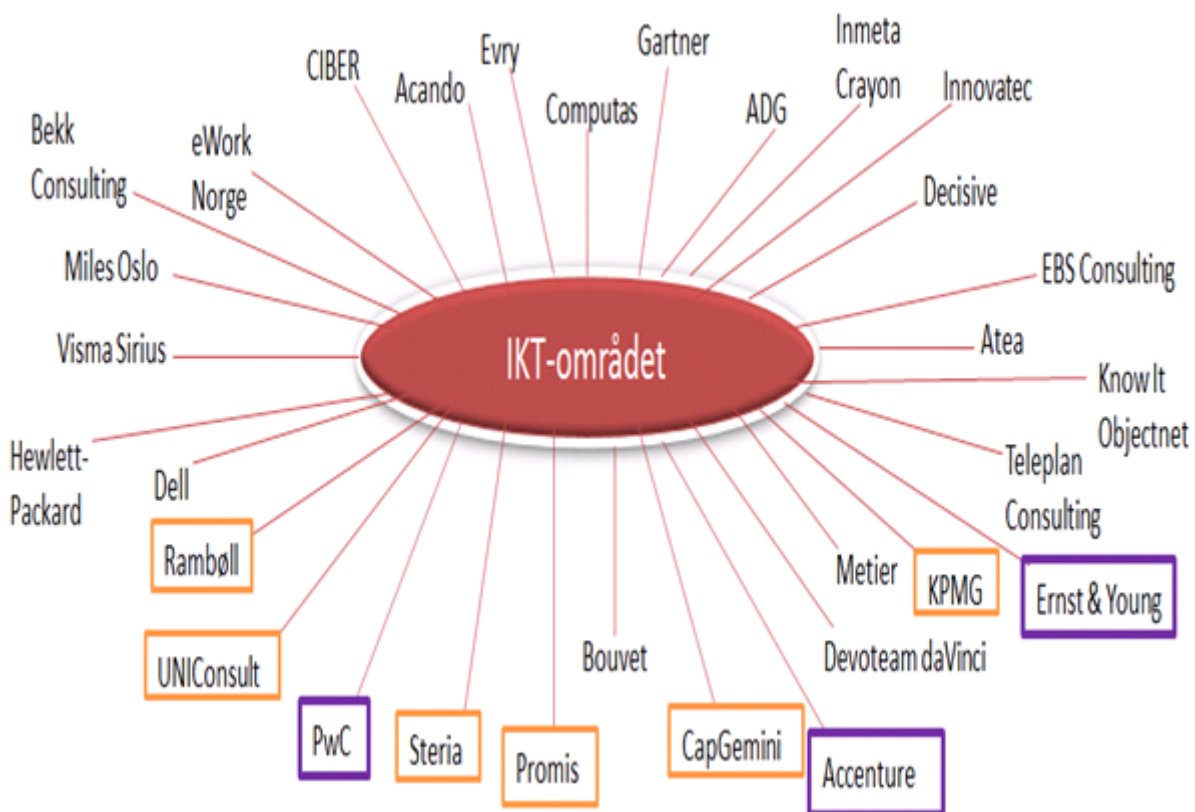 Inmeta
Crayon
Gartner
Evry
CIBER
Acando
Computas
ADG
Innovatec
Bekk
Consulting
eWork
Norge
Decisive
Miles Oslo
EBS Consulting
Visma Sirius
IKT-området
Atea
Know It
Objectnet
Hewlett-
Packard
Dell
Teleplan
Consulting
Rambøll
Metier
KPMG
Ernst & Young
UNIConsult
Bouvet
Devoteam daVinci
PwC
Steria
Promis
CapGemini
Accenture